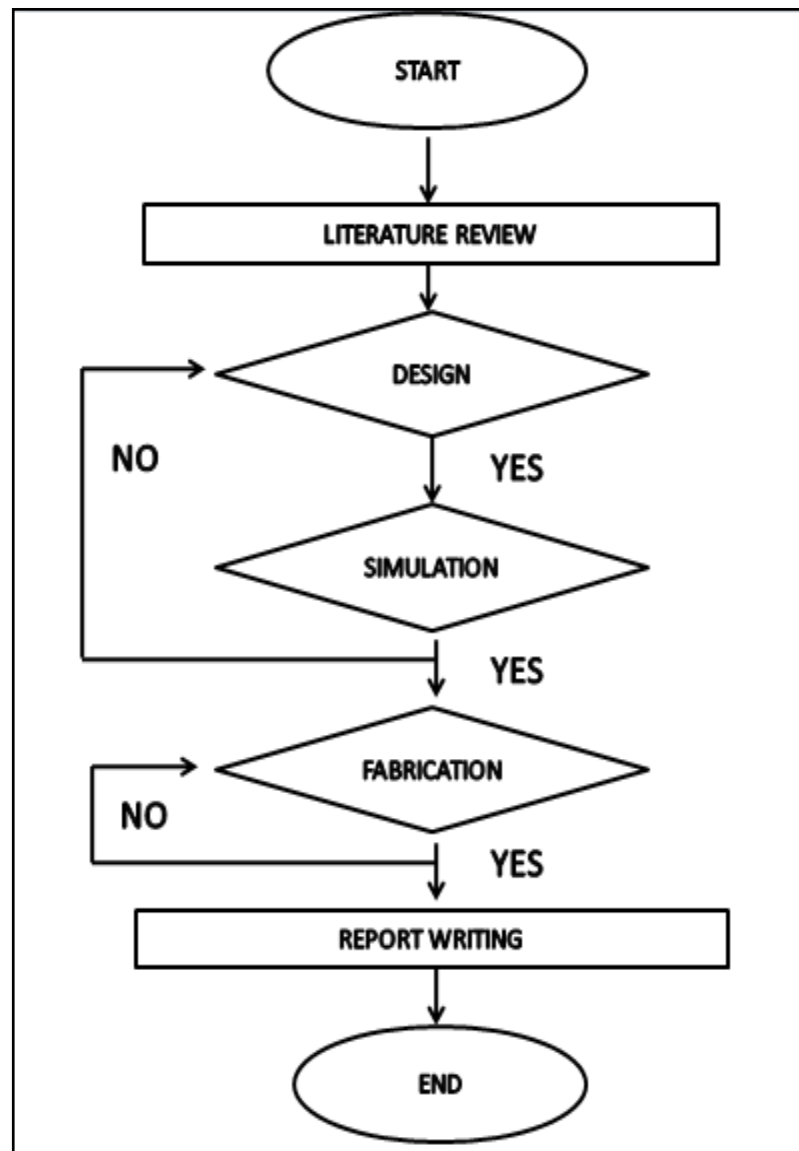 START
LITERATURE REVIEW
DESIGN
NO
YES
SIMULATION
YES
FABRICATION
NO
YES
REPORT WRITING
END